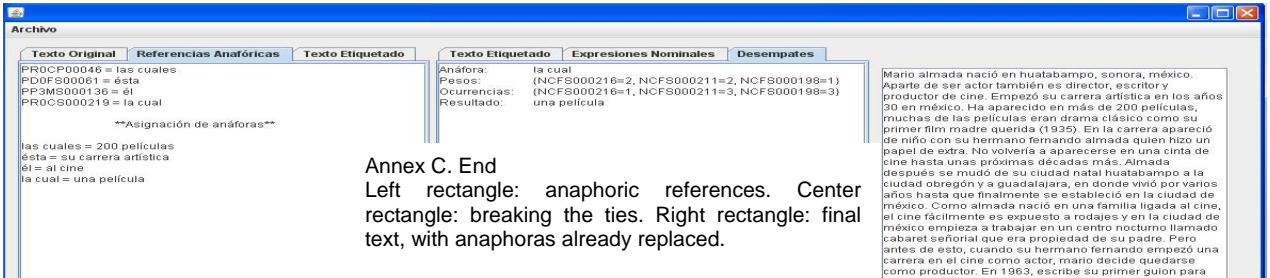 Archivo
Texto Original Referencias Anafóricas Texto Etiquetado
PR0CP00046 = las cuales
PD0FS00061 = ésta
PP3MS000136 = él
PR0CS000219 = la cual
**Asignación de anáforas**
las cuales = 200 películas
ésta = su carrera artística
él = al cine
la cual = una película
Texto Etiquetado Expresiones Nominales Desempates
Anáfora: la cual
Pesos: {NCFS000216=2, NCFS000211=2, NCFS000198=1}
Ocurrencias: {NCFS000216=1, NCFS000211=3, NCFS000198=3}
Resultado: una película
Annex C. End
Left rectangle: anaphoric references. Center
rectangle: breaking the ties. Right rectangle: final
text, with anaphoras already replaced.
Mario almada nació en huatabampo, sonora, méxico.
Aparte de ser actor también es director, escritor y
productor de cine. Empezó su carrera artística en los años
30 en méxico. Ha aparecido en más de 200 películas,
muchas de las películas eran drama clásico como su
primer film madre querida (1935). En la carrera apareció
de niño con su hermano fernando almada quien hizo un
papel de extra. No volvería a aparecerse en una cinta de
cine hasta unas próximas décadas más. Almada
después se mudó de su ciudad natal huatabampo a la
ciudad obregón y a guadalajara, en donde vivió por varios
años hasta que finalmente se estableció en la ciudad de
méxico. Como almada nació en una familia ligada al cine,
el cine fácilmente es expuesto a rodajes y en la ciudad de
méxico empieza a trabajar en un centro nocturno llamado
cabaret señorial que era propiedad de su padre. Pero
antes de esto, cuando su hermano fernando empezó una
carrera en el cine como actor, mario decide quedarse
como productor. En 1963, escribe su primer guion para